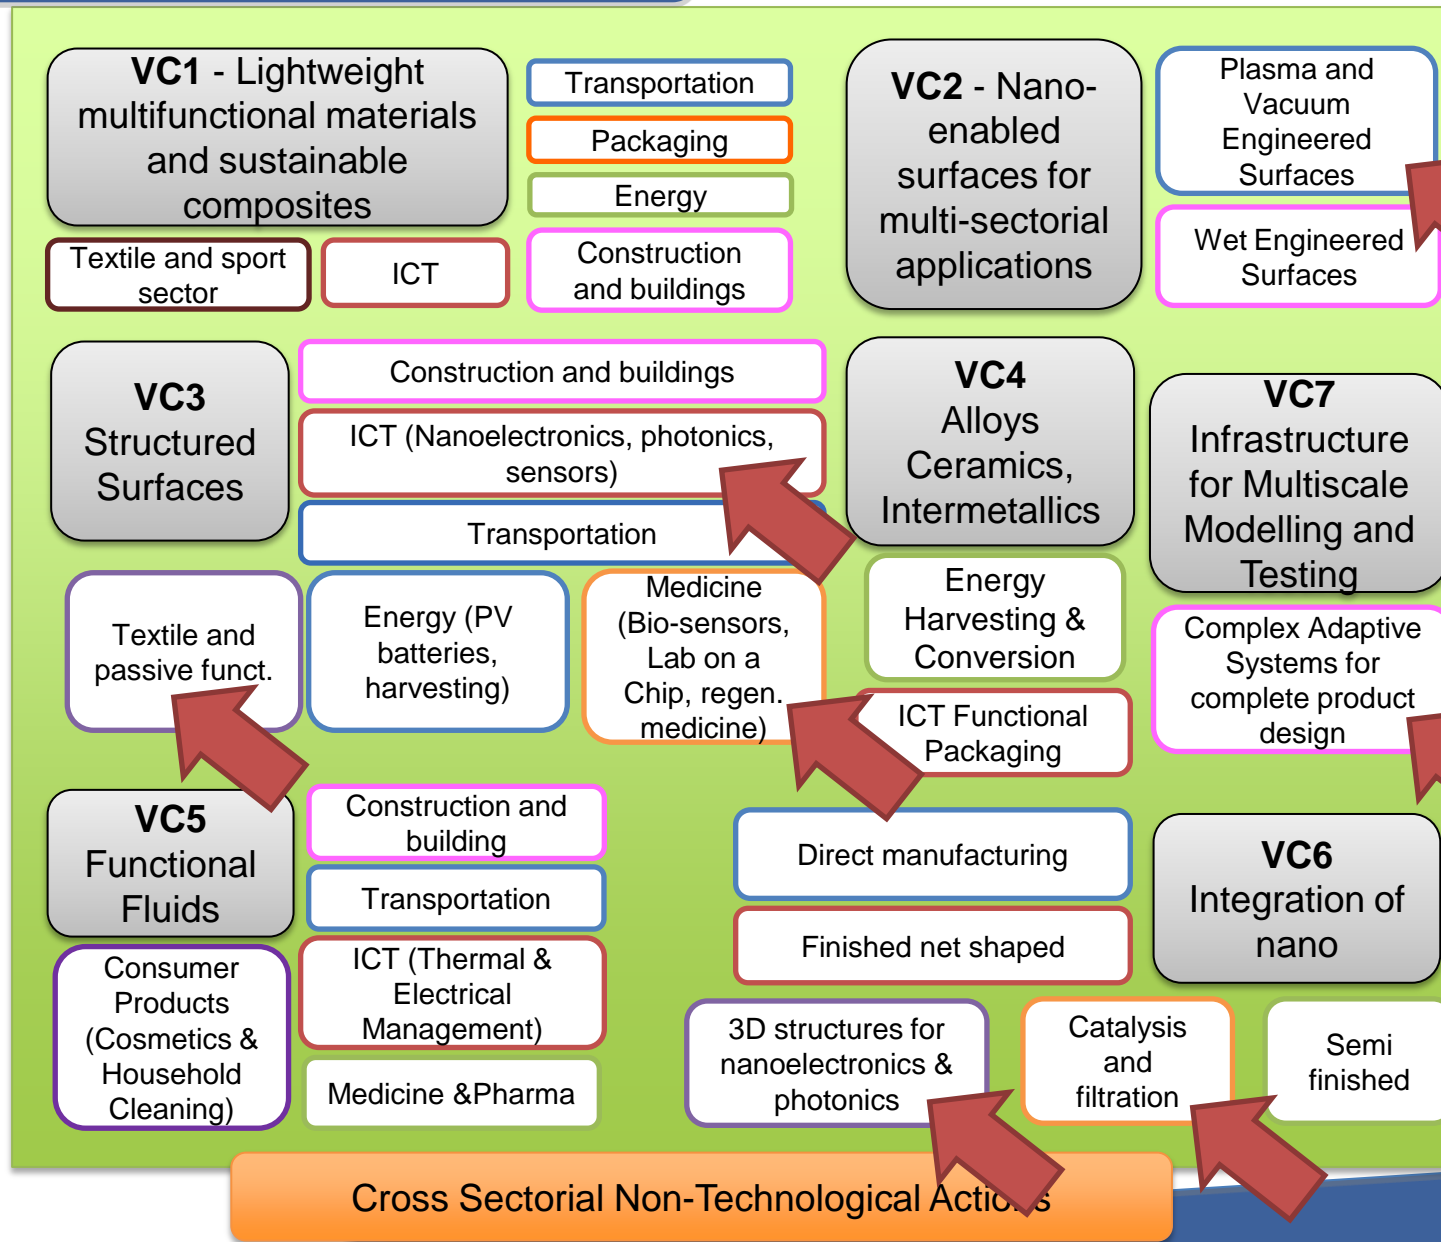 VC1 - Lightweight
multifunctional materials
and sustainable
composites
Transportation
Packaging
Energy
Textile and sport
sector
ICT
Construction
and buildings
VC2 - Nano-
enabled
surfaces for
multi-sectorial
applications
Plasma and
Vacuum
Engineered
Surfaces
Wet Engineered
Surfaces
VC3
Structured
Surfaces
Construction and buildings
ICT (Nanoelectronics, photonics,
sensors)
Transportation
Textile and
passive funct.
Energy (PV
batteries,
harvesting)
Medicine
(Bio-sensors,
Lab on a
Chip, regen.
medicine)
VC4
Alloys
Ceramics,
Intermetallics
Energy
Harvesting &
Conversion
ICT Functional
Packaging
VC7
Infrastructure
for Multiscale
Modelling and
Testing
Complex Adaptive
Systems for
complete product
design
VC5
Functional
Fluids
Construction and
building
Transportation
ICT (Thermal &
Electrical
Management)
Medicine &Pharma
Consumer
Products
(Cosmetics &
Household
Cleaning)
Direct manufacturing
Finished net shaped
VC6
Integration of
nano
3D structures for
nanoelectronics &
photonics
Catalysis
and
filtration
Semi
finished
Cross Sectorial Non-Technological Actions